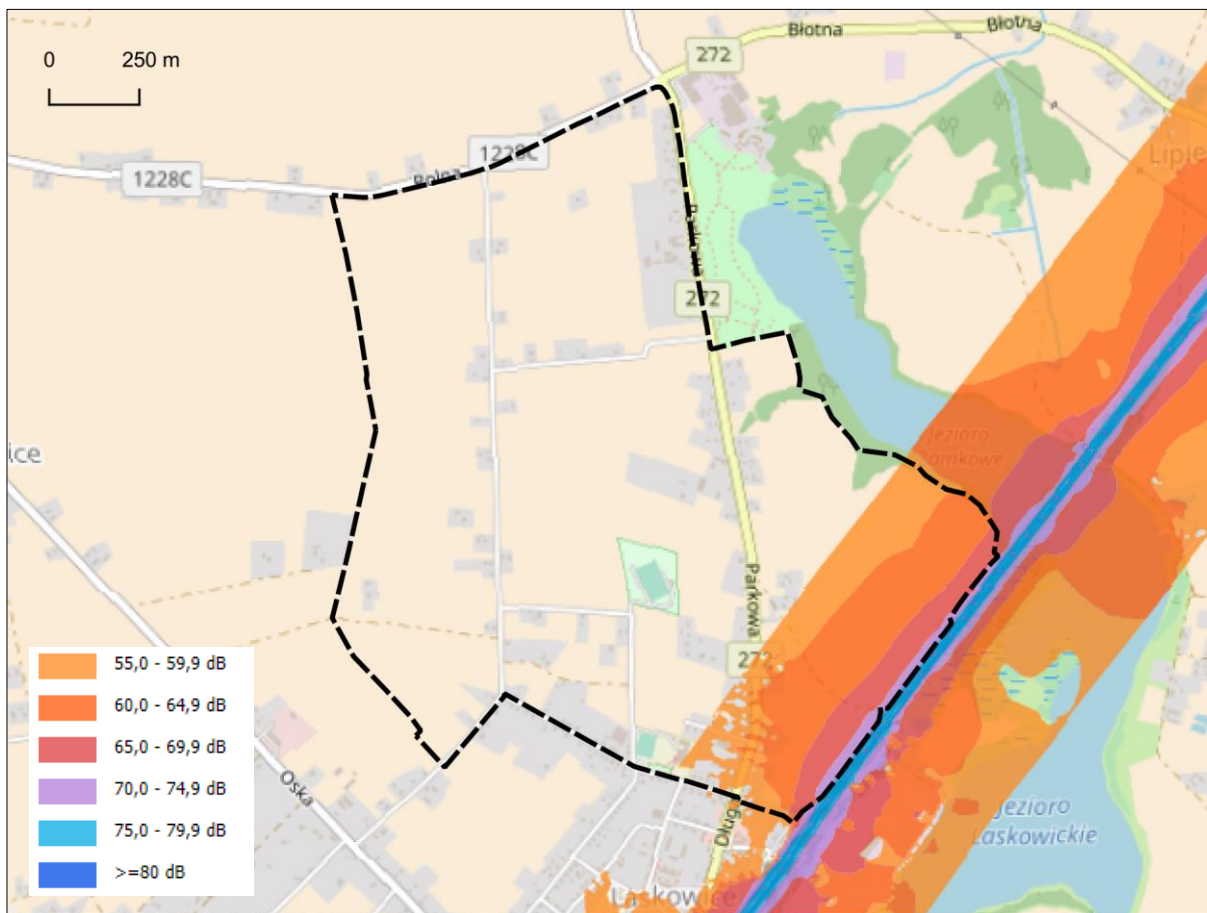 0 250 m
Błotna
Błotna
272
1228C
1228C
Polna
Parkowa
272
Lipie
Jezioro
Zamkowe
ice
Parkowa
272
55,0 - 59,9 dB
60,0 - 64,9 dB
65,0 - 69,9 dB
70,0 - 74,9 dB
75,0 - 79,9 dB
>=80 dB
Oska
Dług
Jezioro
Laskowickie
Laskowice